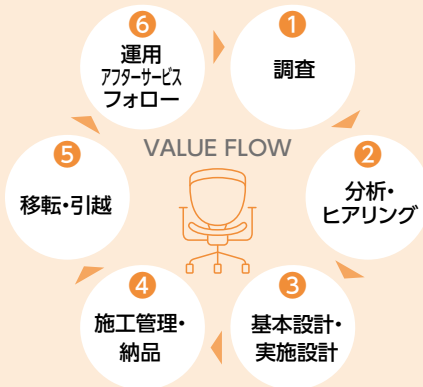 1
調査
2
分析・
ヒアリング
3
基本設計・
実施設計
4
施工管理・
納品
5
移転・引越
6
運用
アフターサービス
フォロー
VALUE FLOW